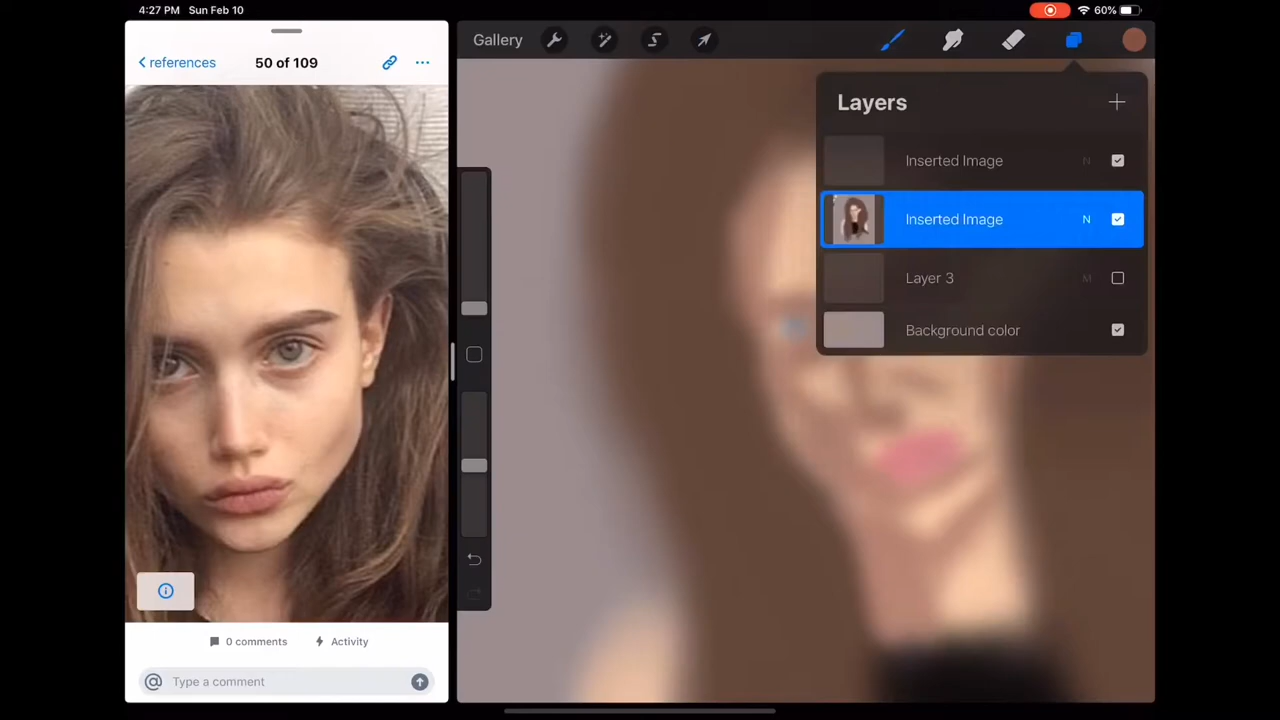 4:27 PM Sun Feb 10
60%
references
50 of 109
Gallery
Layers
Inserted Image N
Inserted Image N
Layer 3 M
Background color
0 comments
Activity
Type a comment